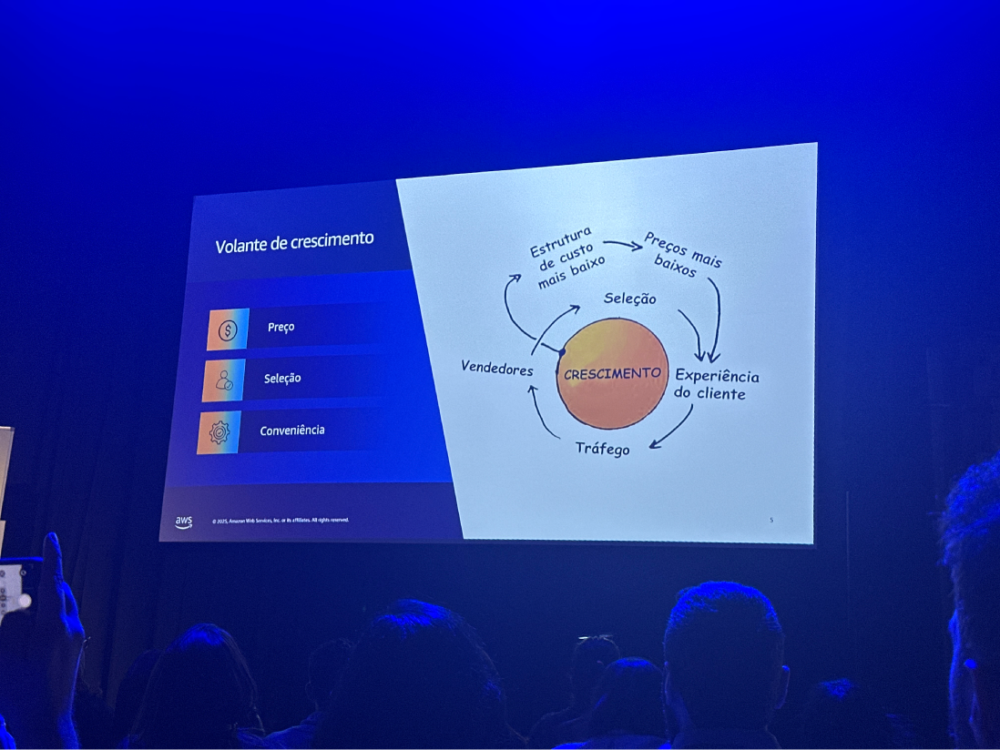 Volante de crescimento
Preço
Seleção
Conveniência
aws
© 2025, Amazon Web Services, Inc. or its affiliates. All rights reserved.
Estrutura
de custo
mais baixo
Preços mais
baixos
Seleção
Vendedores
CRESCIMENTO
Experiência
do cliente
Tráfego
5